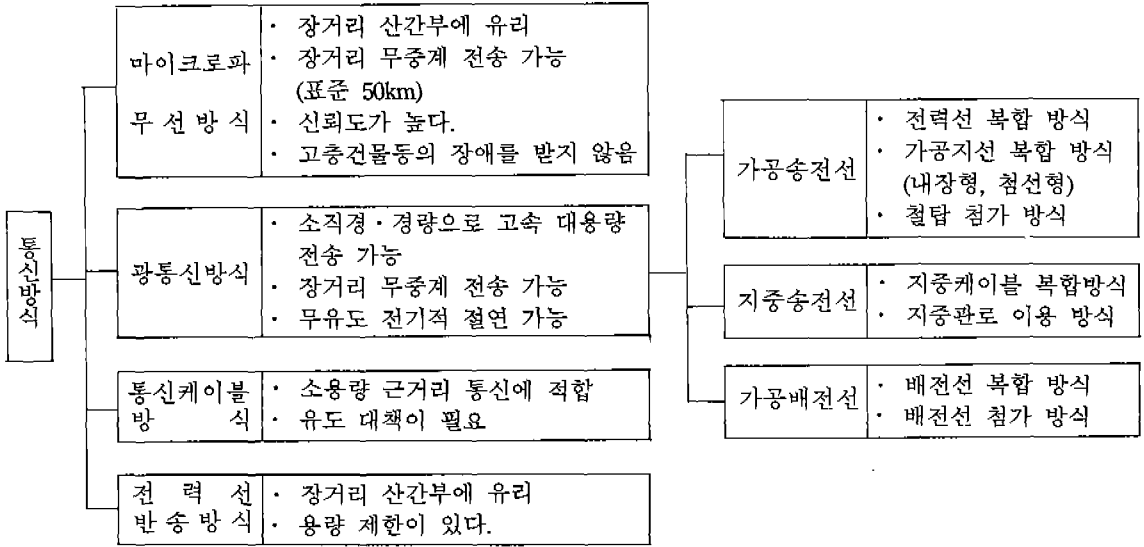 통신방식
마이크로파
무 선 방 식
· 장거리 산간부에 유리
· 장거리 무중계 전송 가능
(표준 50km)
· 신뢰도가 높다.
· 고층건물등의 장애를 받지 않음
광통신방식
· 소직경·경량으로 고속 대용량
전송 가능
· 장거리 무중계 전송 가능
· 무유도 전기적 절연 가능
통신케이블
방 식
· 소용량 근거리 통신에 적합
· 유도 대책이 필요
전 력 선
반 송 방 식
· 장거리 산간부에 유리
· 용량 제한이 있다.
가공송전선
· 전력선 복합 방식
· 가공지선 복합 방식
(내장형, 첨선형)
· 철탑 첨가 방식
지중송전선
· 지중케이블 복합방식
· 지중관로 이용 방식
가공배전선
· 배전선 복합 방식
· 배전선 첨가 방식